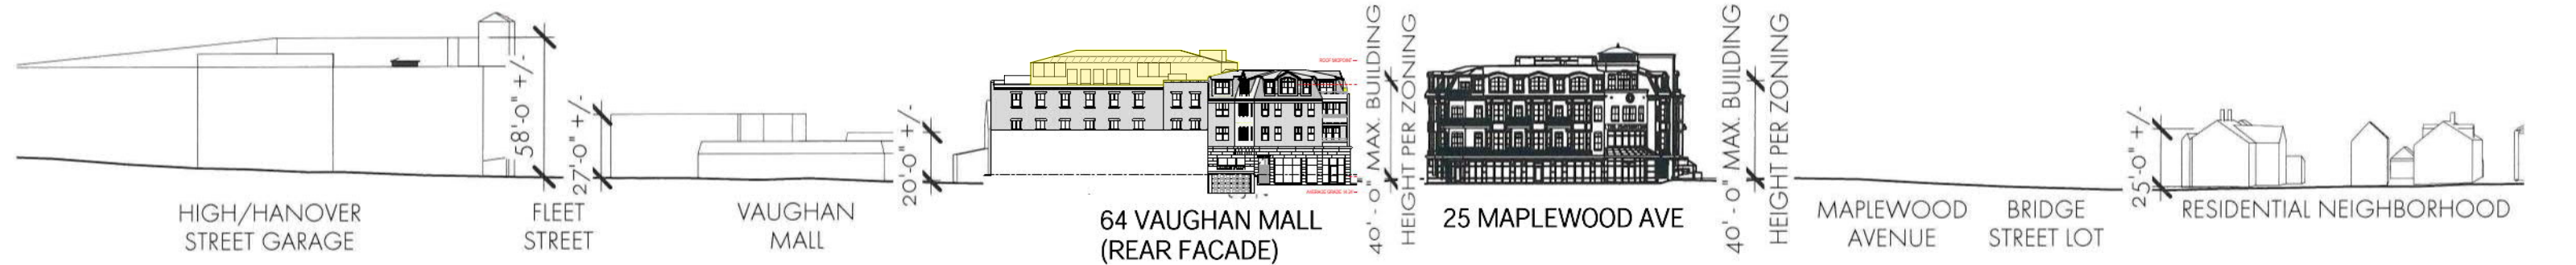 HIGH/HANOVER
STREET GARAGE
58'-0" +/-
FLEET
STREET
27'-0" +/-
VAUGHAN
MALL
20'-0" +/-
64 VAUGHAN MALL
(REAR FACADE)
ROOF MIDPOINT
40' - 0" MAX. BUILDING
HEIGHT PER ZONING
25 MAPLEWOOD AVE
40' - 0" MAX. BUILDING
HEIGHT PER ZONING
MAPLEWOOD
AVENUE
BRIDGE
STREET LOT
25'-0" +/-
RESIDENTIAL NEIGHBORHOOD